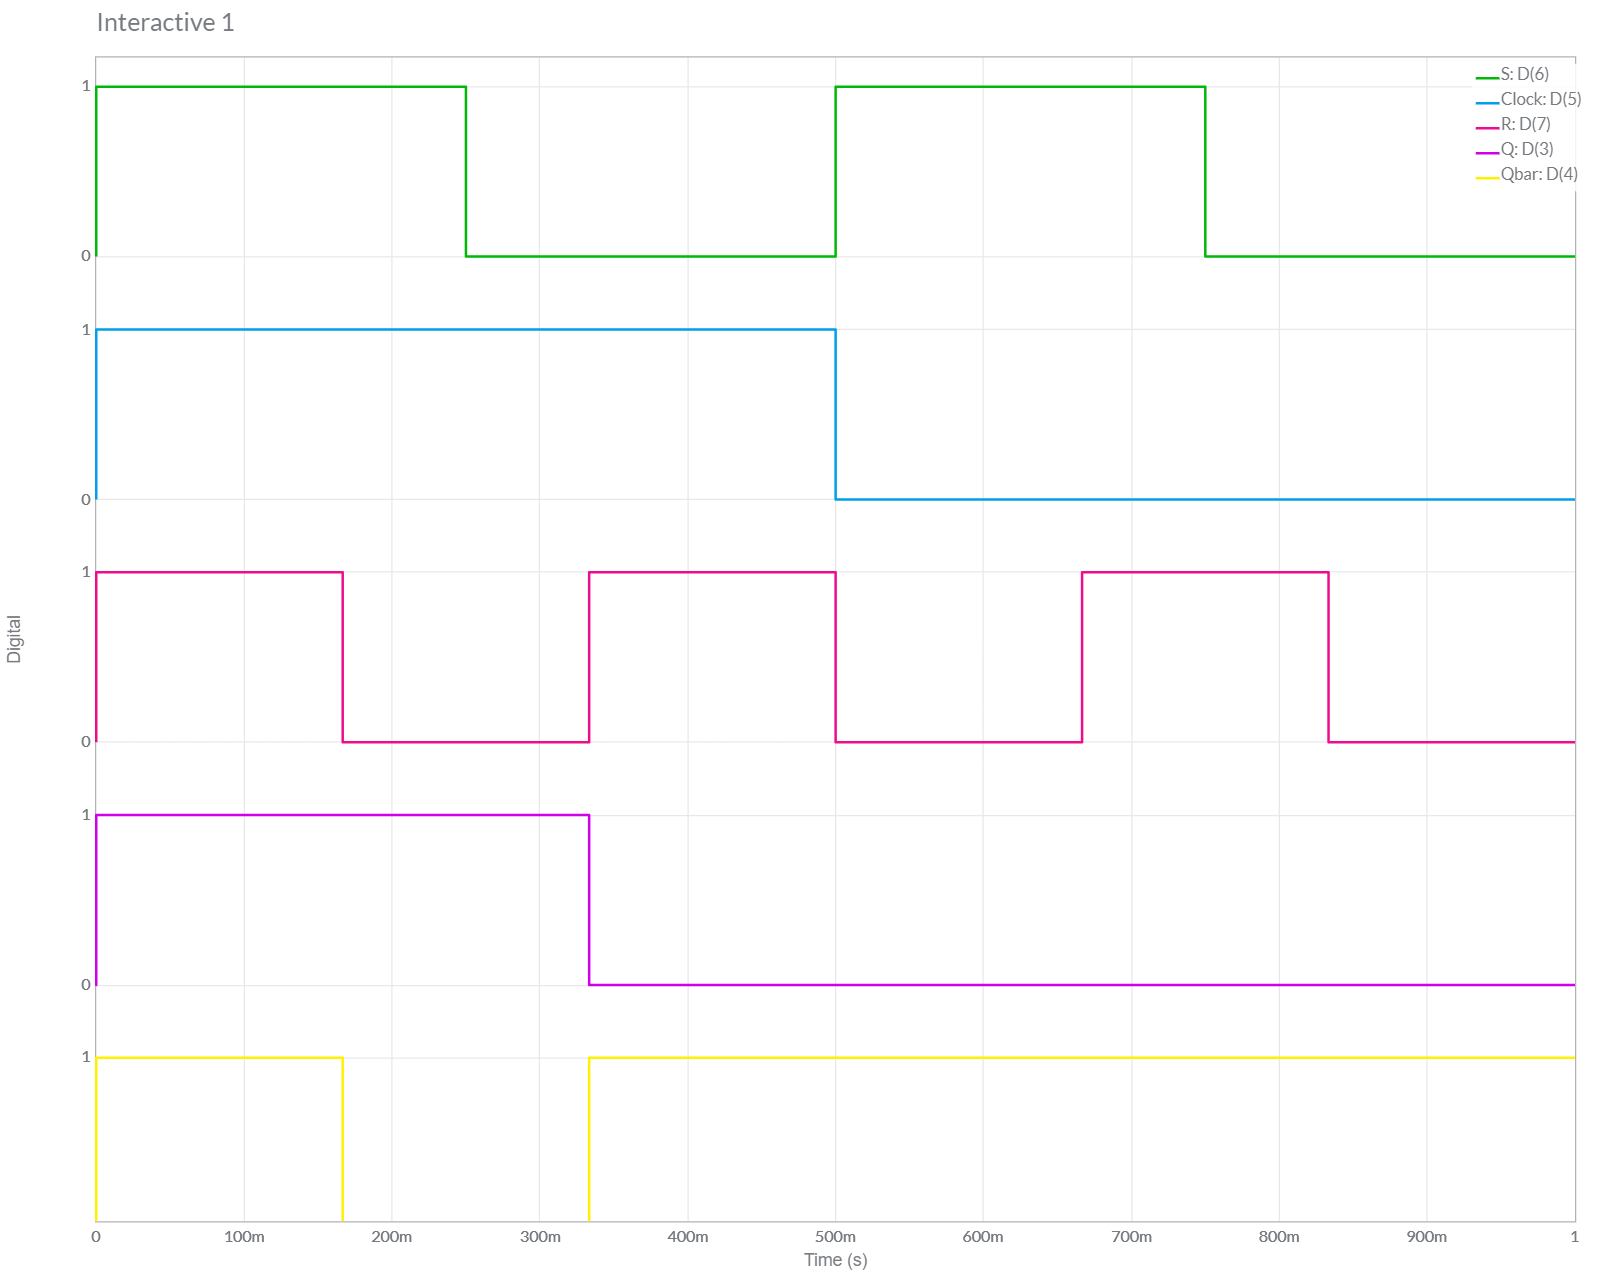 Interactive 1
S: D(6)
Clock: D(5)
R: D(7)
Q: D(3)
Qbar: D(4)
1
0
1
0
1
0
1
0
1
Digital
0 100m 200m 300m 400m 500m 600m 700m 800m 900m 1
Time (s)